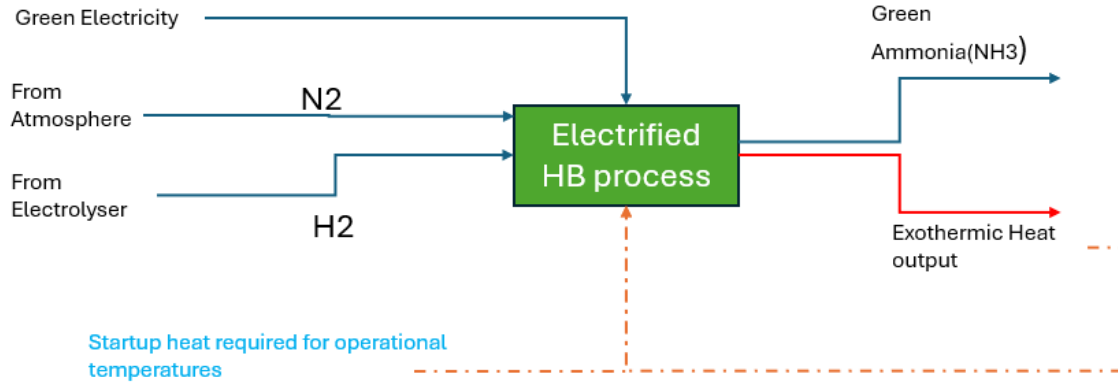 Green Electricity
Green
Ammonia(NH3)
From
Atmosphere
N2
Electrified
HB process
From
Electrolyser
H2
Exothermic Heat
output
Startup heat required for operational
temperatures